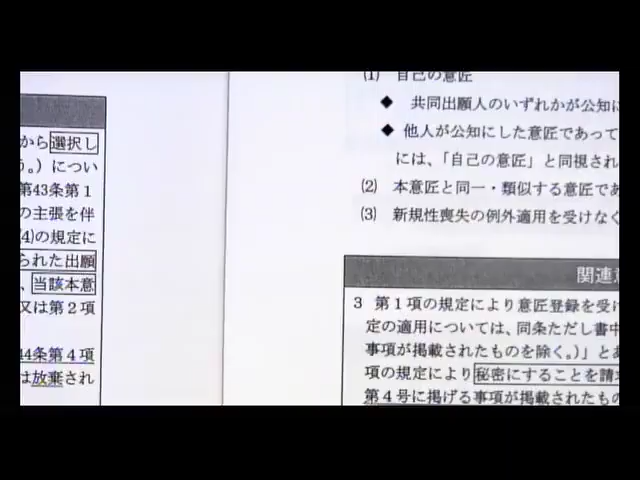 から選択し
う。）につい
第43条第１
の主張を伴
(4)の規定に
られた出願
、当該本意
又は第２項
44条第４項
は放棄され
(1) 自己の意匠
◆ 共同出願人のいずれかが公知に
◆ 他人が公知にした意匠であって
には、「自己の意匠」と同視され
(2) 本意匠と同一・類似する意匠であ
(3) 新規性喪失の例外適用を受けなく
関連意
３ 第１項の規定により意匠登録を受け
定の適用については、同条ただし書中
事項が掲載されたものを除く。）」とあ
項の規定により秘密にすることを請求
第４号に掲げる事項が掲載されたもの